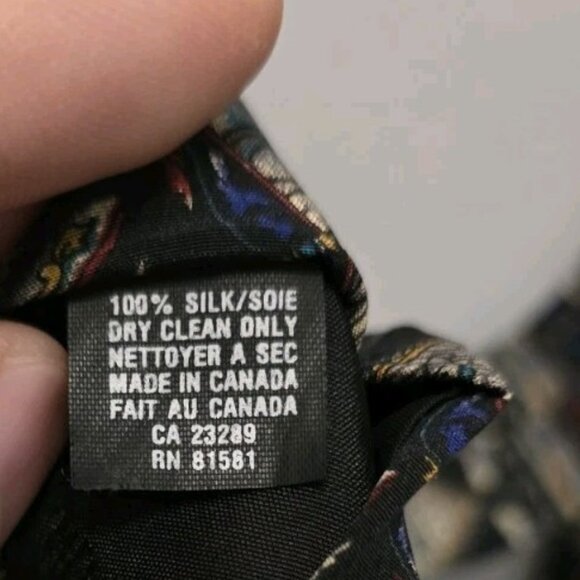 100% SILK/SOIE
DRY CLEAN ONLY
NETTOYER A SEC
MADE IN CANADA
FAIT AU CANADA
CA 23289
RN 81581